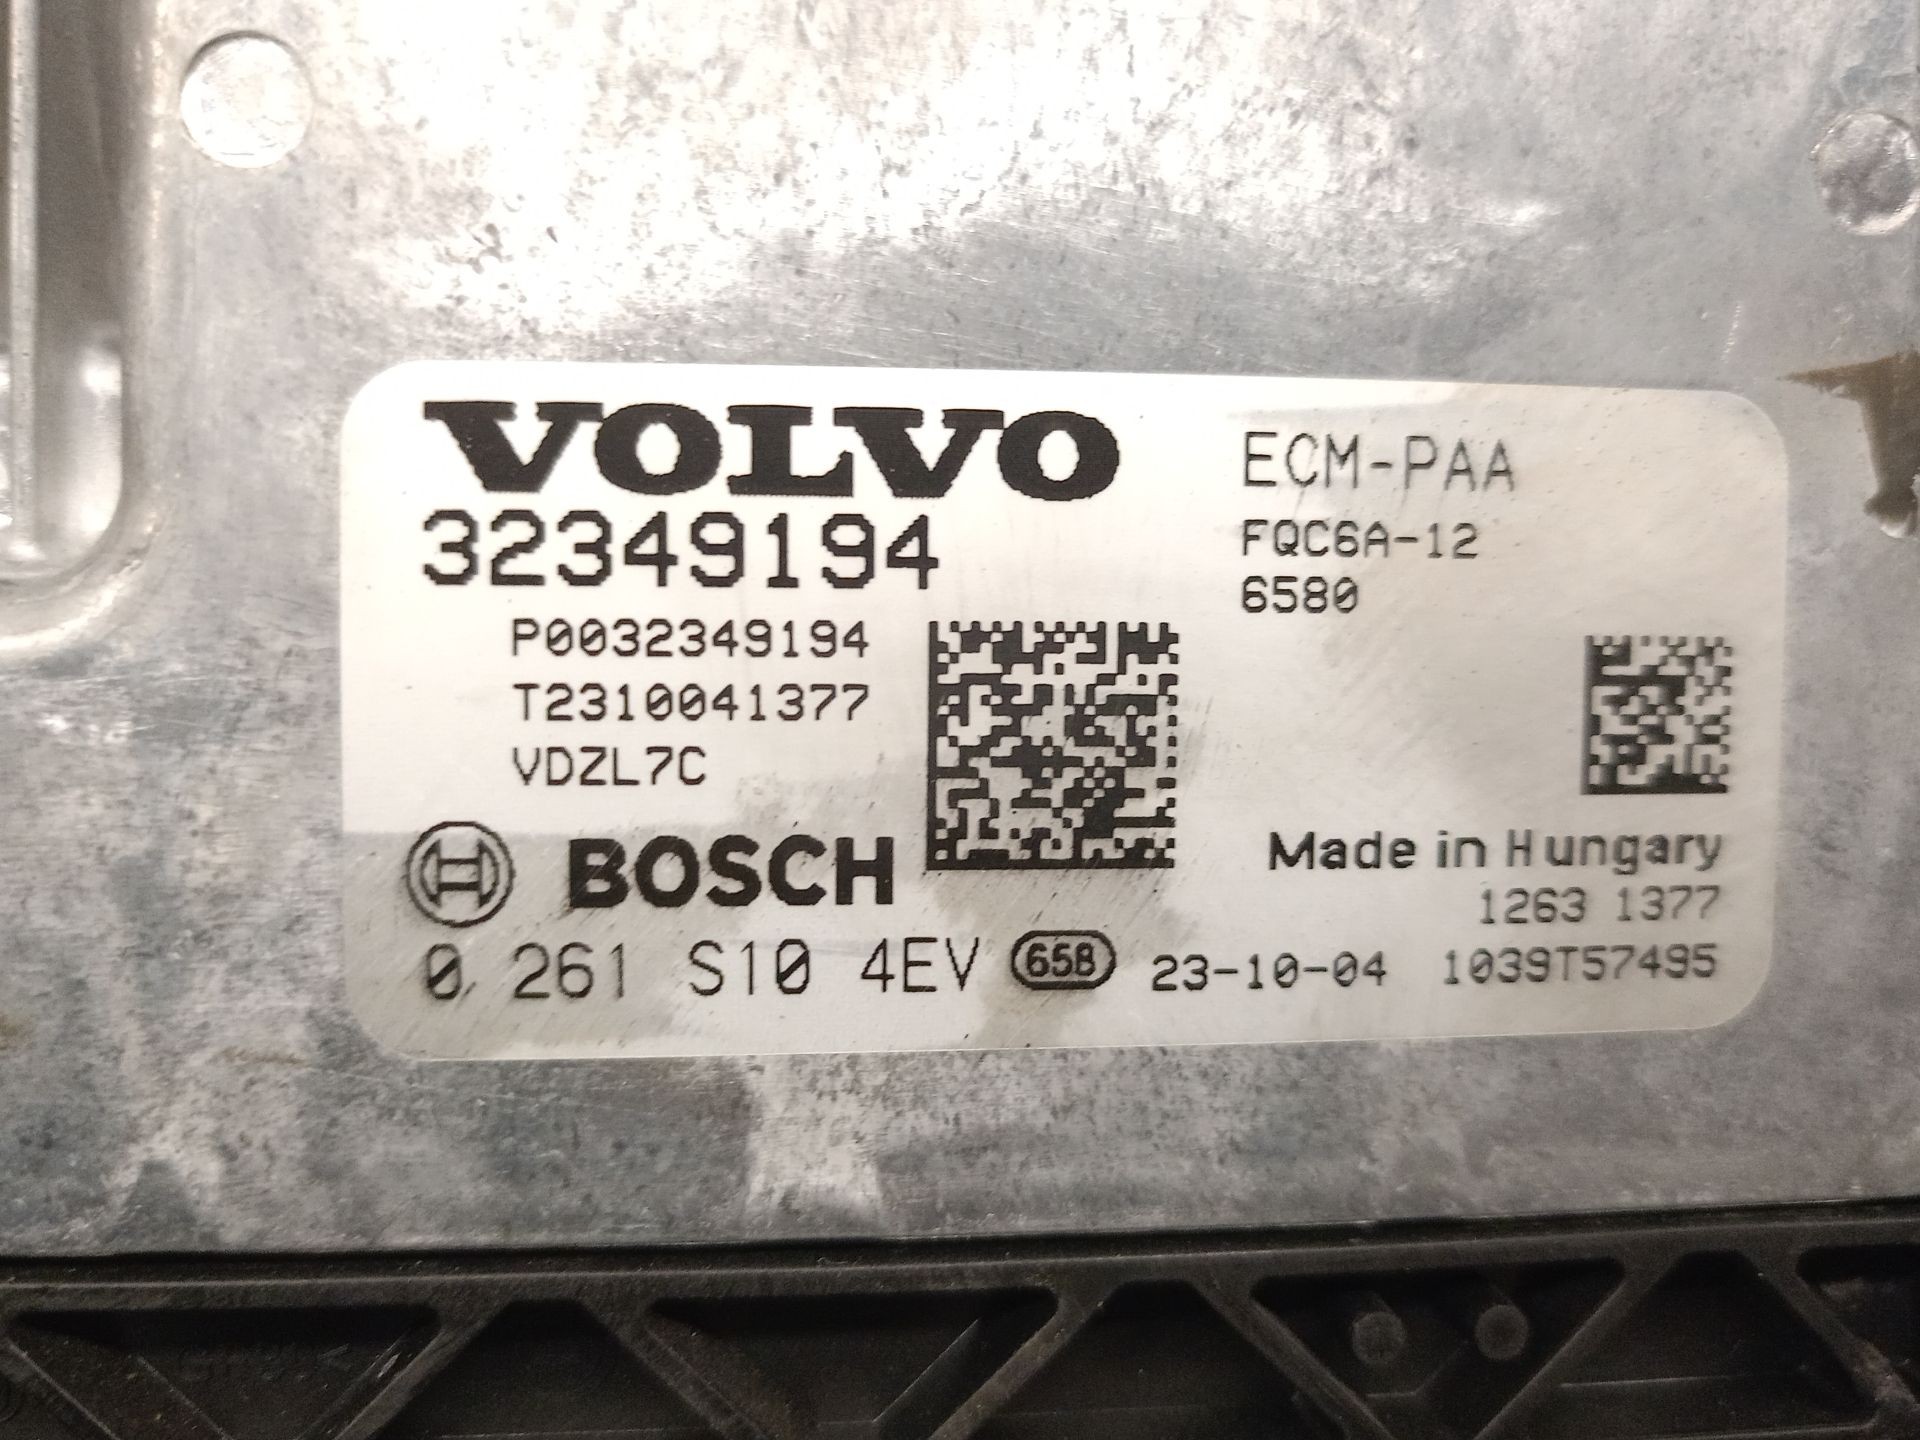 VOLVO
32349194
P0032349194
T2310041377
VDZL7C
ECM-PAA
FQC6A-12
6580
BOSCH
Made in Hungary
1263 1377
0 261 S10 4EV 658 23-10-04 1039T57495